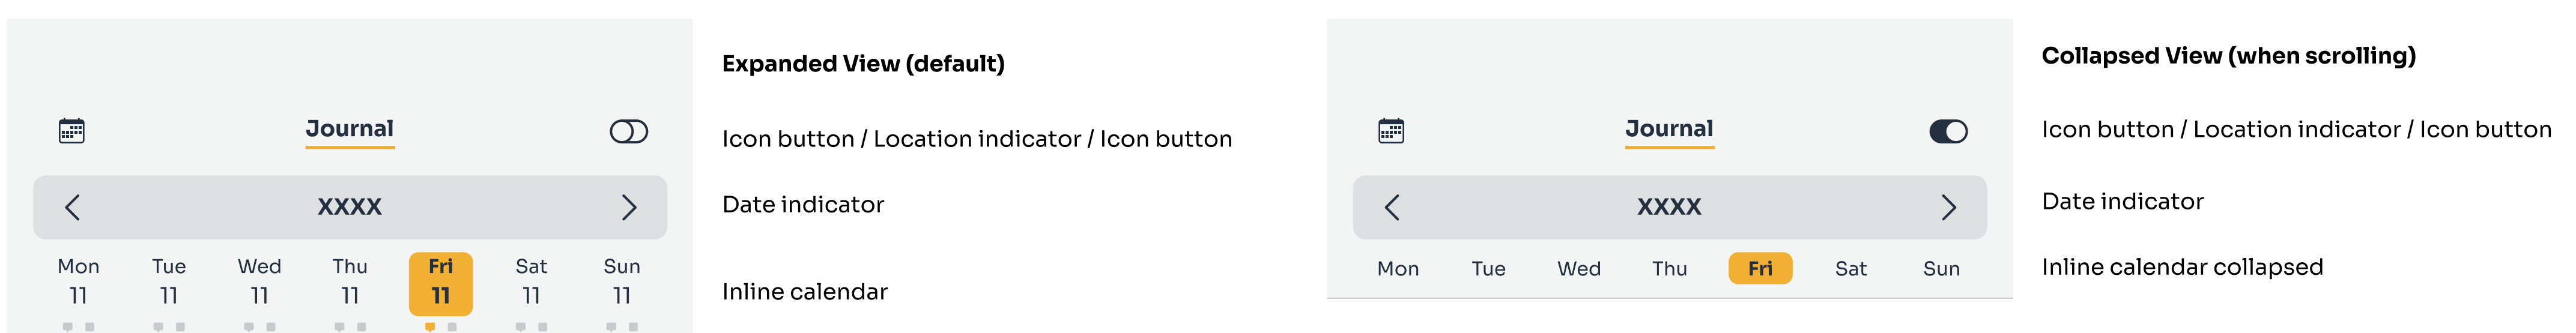 Expanded View (default)
Journal
Icon button / Location indicator / Icon button
XXXX
Date indicator
Mon Tue Wed Thu Fri Sat Sun
11 11 11 11 11 11 11
Inline calendar
Collapsed View (when scrolling)
Journal
Icon button / Location indicator / Icon button
XXXX
Date indicator
Mon Tue Wed Thu Fri Sat Sun
Inline calendar collapsed